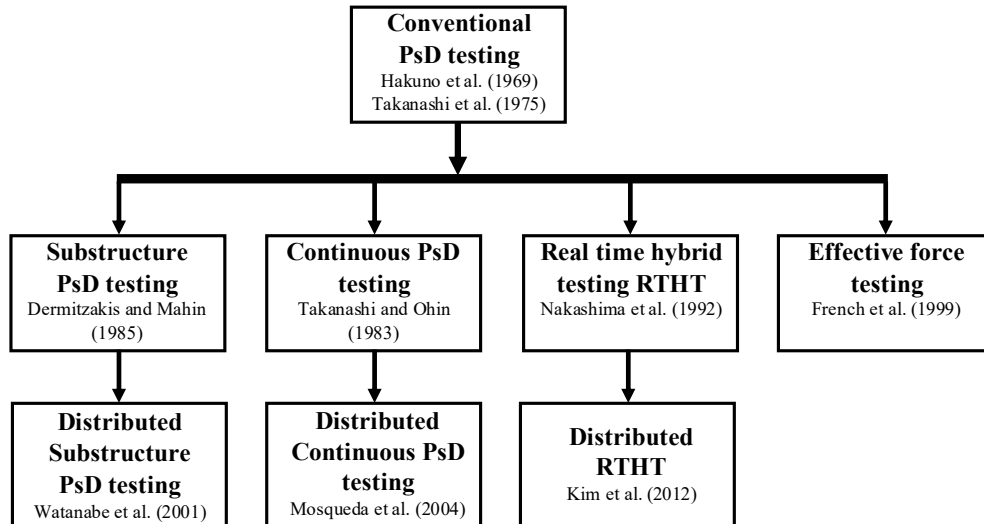 Conventional
PsD testing
Hakuno et al. (1969)
Takanashi et al. (1975)
Substructure
PsD testing
Dermitzakis and Mahin
(1985)
Continuous PsD
testing
Takanashi and Ohin
(1983)
Real time hybrid
testing RTHT
Nakashima et al. (1992)
Effective force
testing
French et al. (1999)
Distributed
Substructure
PsD testing
Watanabe et al. (2001)
Distributed
Continuous PsD
testing
Mosqueda et al. (2004)
Distributed
RTHT
Kim et al. (2012)